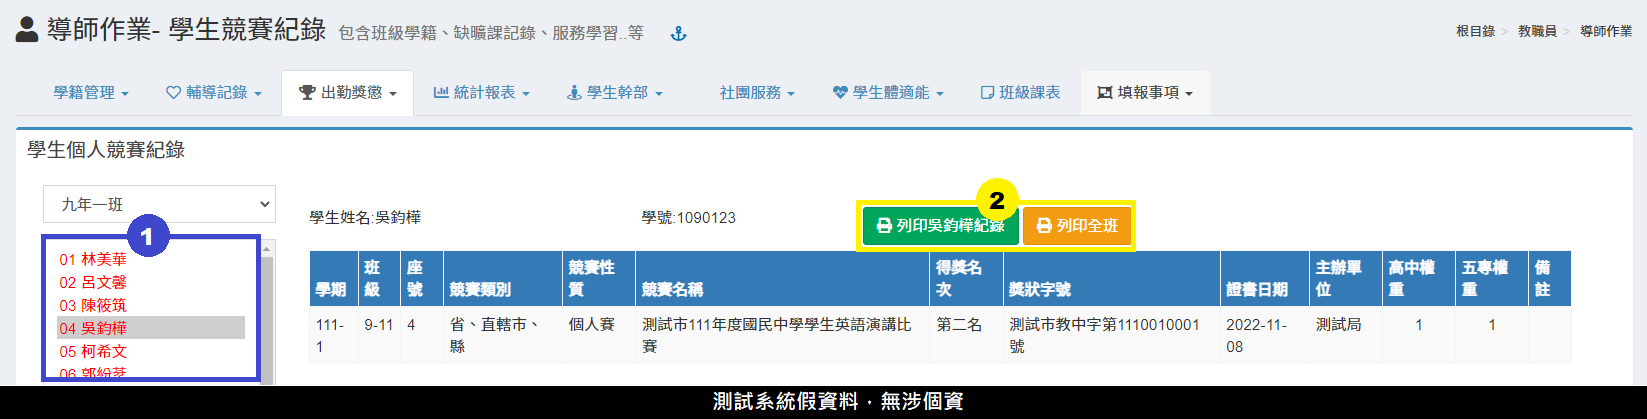 導師作業- 學生競賽紀錄 包含班級學籍、缺曠課記錄、服務學習..等
根目錄 > 教職員 > 導師作業
學籍管理 輔導記錄 出勤獎懲 統計報表 學生幹部 社團服務 學生體適能 班級課表 填報事項
學生個人競賽紀錄
九年一班
學生姓名:吳鈞樺 學號:1090123 列印吳鈞樺紀錄 列印全班
1
2
01 林美華
02 呂文馨
03 陳筱筑
04 吳鈞樺
05 柯希文
06 郭紛菶
學期 班級 座號 競賽類別 競賽性質 競賽名稱 得獎名次 獎狀字號 證書日期 主辦單位 高中權重 五專權重 備註
111-1 9-11 4 省、直轄市、縣 個人賽 測試市111年度國民中學學生英語演講比賽 第二名 測試市教中字第1110010001號 2022-11-08 測試局 1 1
測試系統假資料，無涉個資